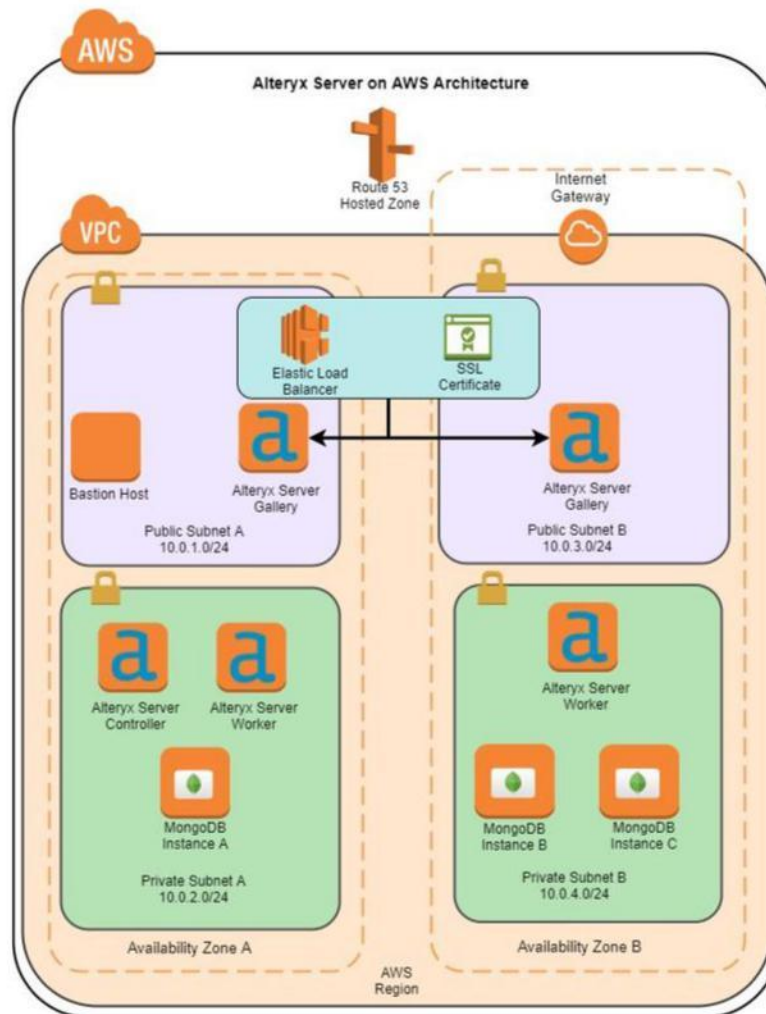 AWS
Alteryx Server on AWS Architecture
Route 53
Hosted Zone
Internet
Gateway
VPC
Elastic Load
Balancer
SSL
Certificate
Bastion Host
a
Alteryx Server
Gallery
a
Alteryx Server
Gallery
Public Subnet A
10.0.1.0/24
Public Subnet B
10.0.3.0/24
a
Alteryx Server
Controller
a
Alteryx Server
Worker
a
Alteryx Server
Worker
MongoDB
Instance A
MongoDB
Instance B
MongoDB
Instance C
Private Subnet A
10.0.2.0/24
Private Subnet B
10.0.4.0/24
Availability Zone A
Availability Zone B
AWS
Region